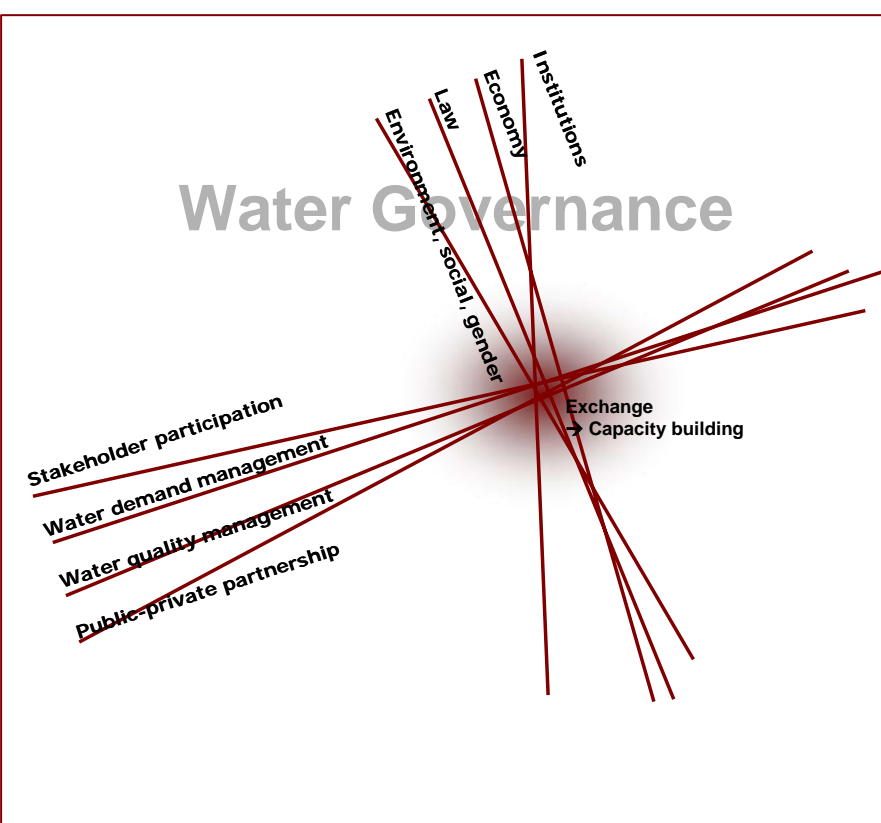 Institutions
Economy
Law
Environment, social, gender
Water Governance
Exchange
→ Capacity building
Stakeholder participation
Water demand management
Water quality management
Public-private partnership